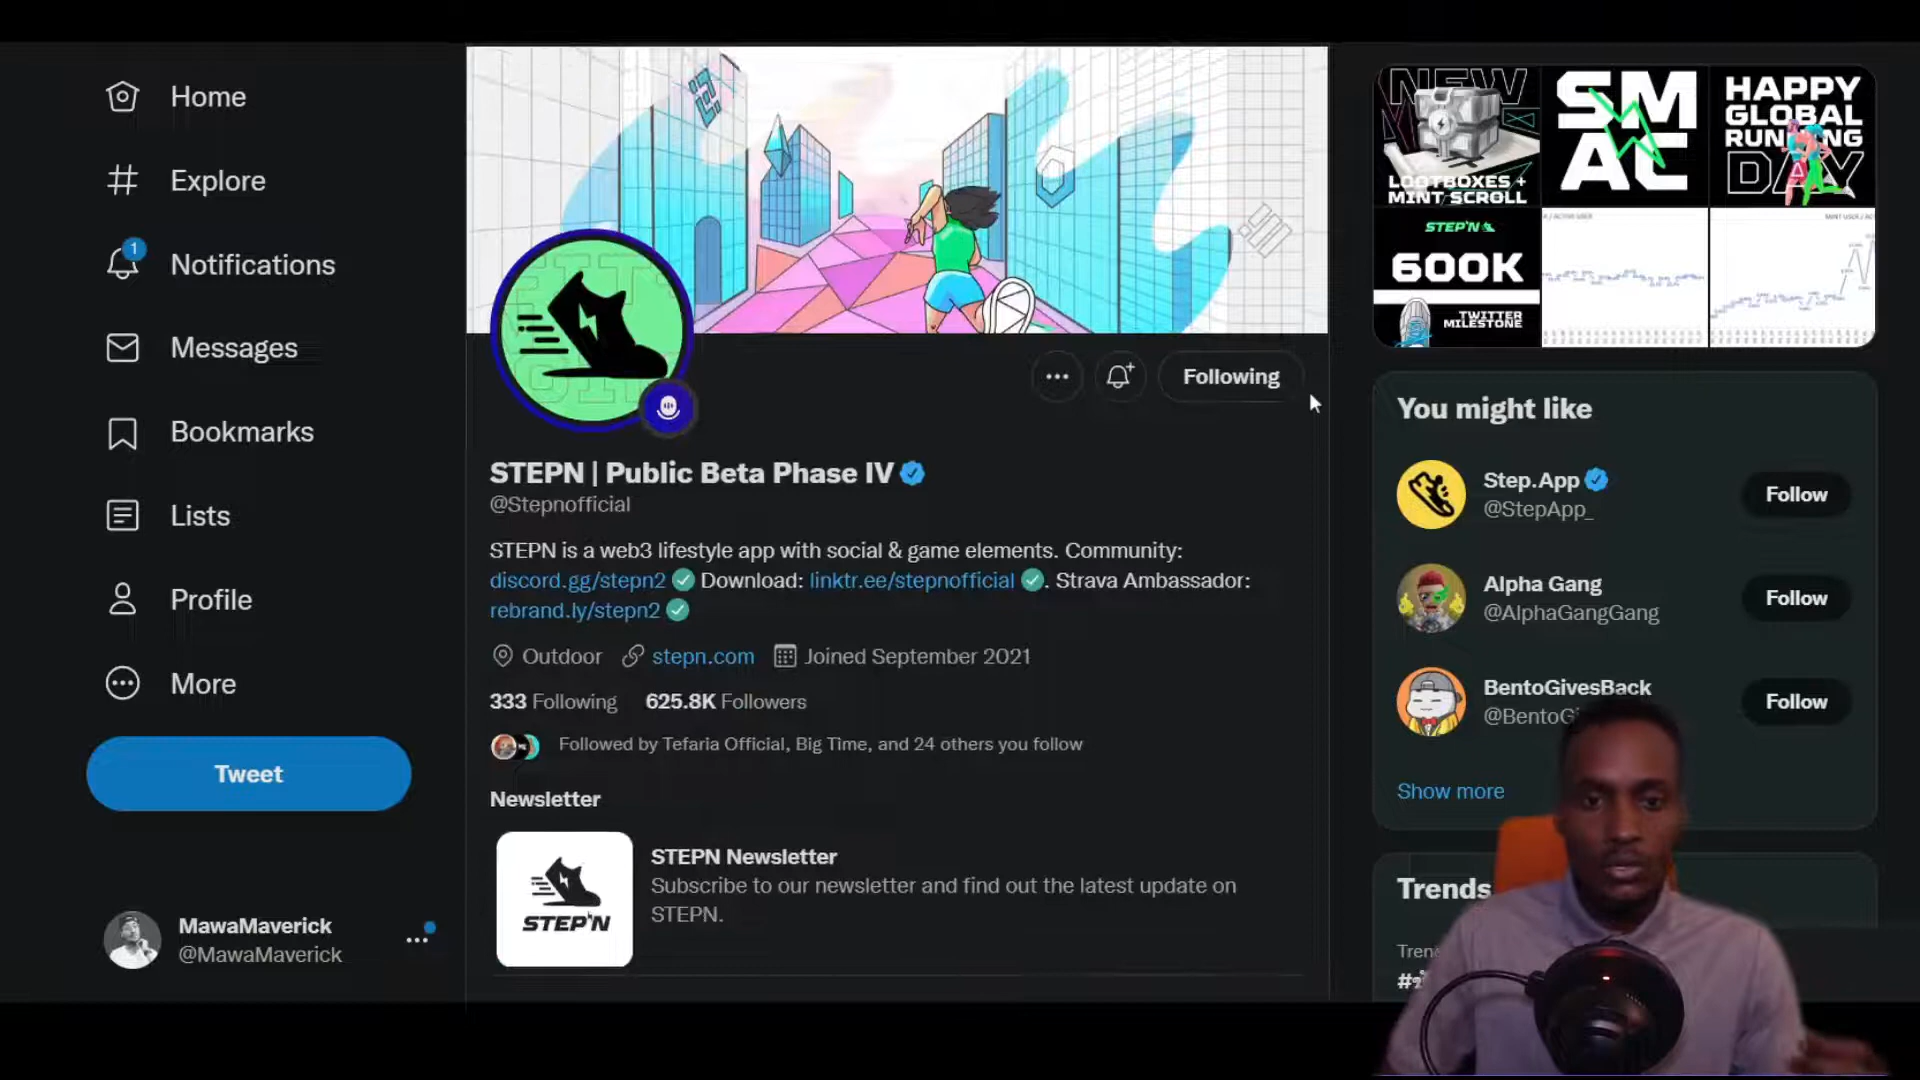 Home
Explore
1
Notifications
Messages
Bookmarks
Lists
Profile
More
Tweet
MawaMaverick
@MawaMaverick
Following
STEPN | Public Beta Phase IV
@Stepnofficial
STEPN is a web3 lifestyle app with social & game elements. Community:
discord.gg/stepn2 ✅ Download: linktr.ee/stepnofficial ✅. Strava Ambassador:
rebrand.ly/stepn2 ✅
Outdoor stepn.com Joined September 2021
333 Following 625.8K Followers
Followed by Tefaria Official, Big Time, and 24 others you follow
Newsletter
STEP'N
STEPN Newsletter
Subscribe to our newsletter and find out the latest update on
STEPN.
NEW
LOOTBOXES +
MINT SCROLL
SM
AC
HAPPY
GLOBAL
RUNNING
DAY
STEP'N
600K
TWITTER
MILESTONE
You might like
Step.App
@StepApp_
Follow
Alpha Gang
@AlphaGangGang
Follow
BentoGivesBack
@BentoGi
Follow
Show more
Trends